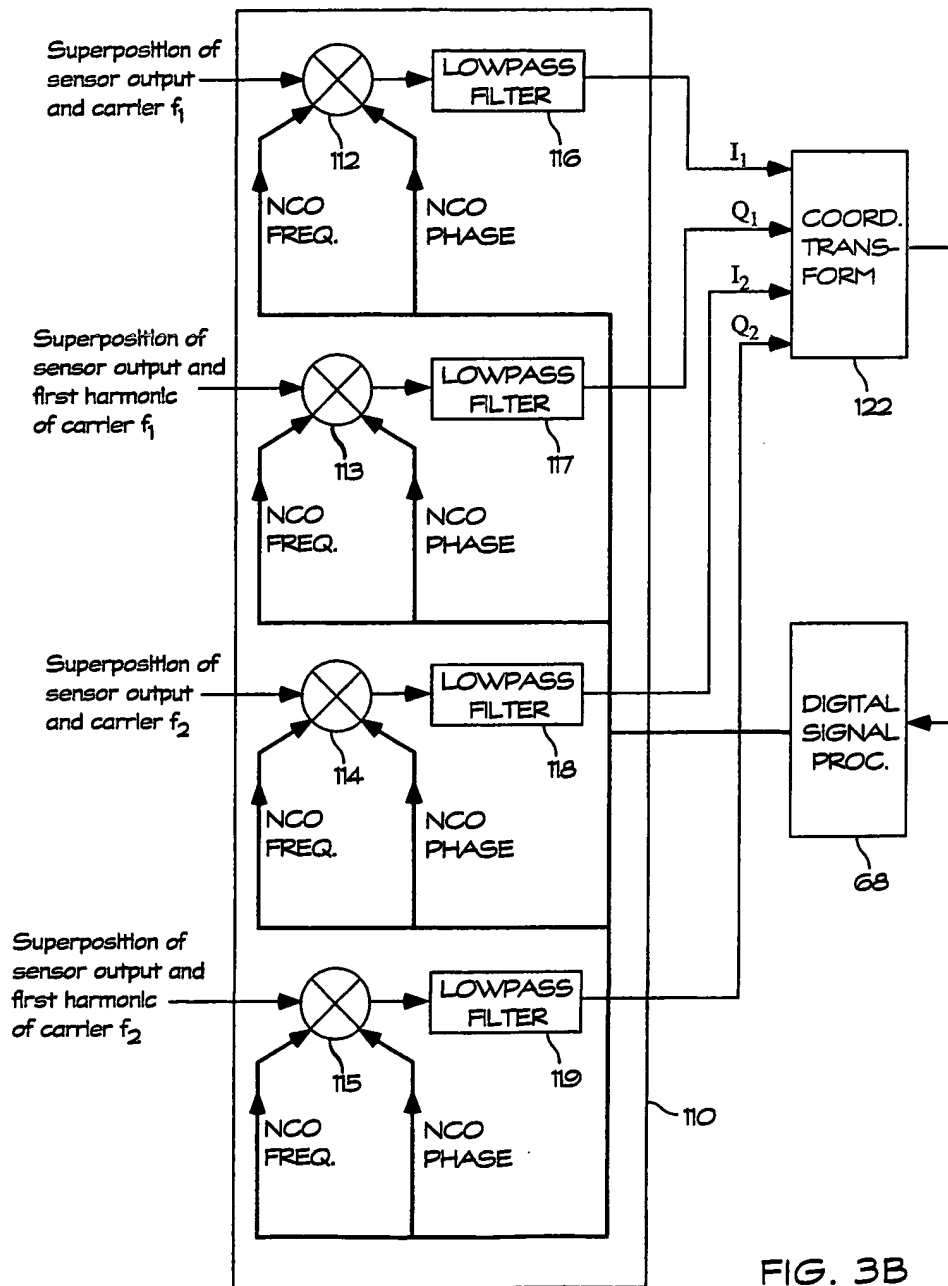 Superposition of
sensor output
and carrier f1
112
LOWPASS
FILTER
116
NCO
FREQ.
NCO
PHASE
I1
Q1
I2
Q2
COORD.
TRANS-
FORM
122
Superposition of
sensor output and
first harmonic
of carrier f1
113
LOWPASS
FILTER
117
NCO
FREQ.
NCO
PHASE
Superposition of
sensor output
and carrier f2
114
LOWPASS
FILTER
118
NCO
FREQ.
NCO
PHASE
DIGITAL
SIGNAL
PROC.
68
Superposition of
sensor output and
first harmonic
of carrier f2
115
LOWPASS
FILTER
119
NCO
FREQ.
NCO
PHASE
110
FIG. 3B